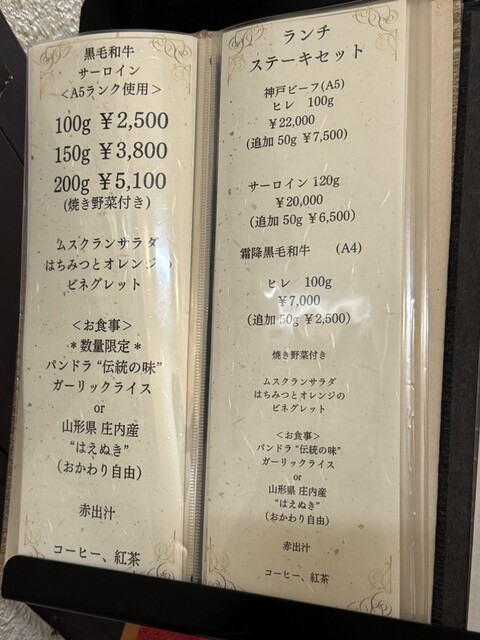 黒毛和牛
サーロイン
＜A5ランク使用＞
100g ￥2,500
150g ￥3,800
200g ￥5,100
(焼き野菜付き)
ムスクランサラダ
はちみつとオレンジの
ビネグレット
＜お食事＞
＊数量限定＊
パンドラ “伝統の味”
ガーリックライス
or
山形県 庄内産
“はえぬき”
(おかわり自由)
赤出汁
コーヒー、紅茶
ランチ
ステーキセット
神戸ビーフ(A5)
ヒレ 100g
￥22,000
(追加 50g ￥7,500)
サーロイン 120g
￥20,000
(追加 50g ￥6,500)
霜降黒毛和牛 (A4)
ヒレ 100g
￥7,000
(追加 50g ￥2,500)
焼き野菜付き
ムスクランサラダ
はちみつとオレンジの
ビネグレット
＜お食事＞
パンドラ “伝統の味”
ガーリックライス
or
山形県 庄内産
“はえぬき”
(おかわり自由)
赤出汁
コーヒー、紅茶